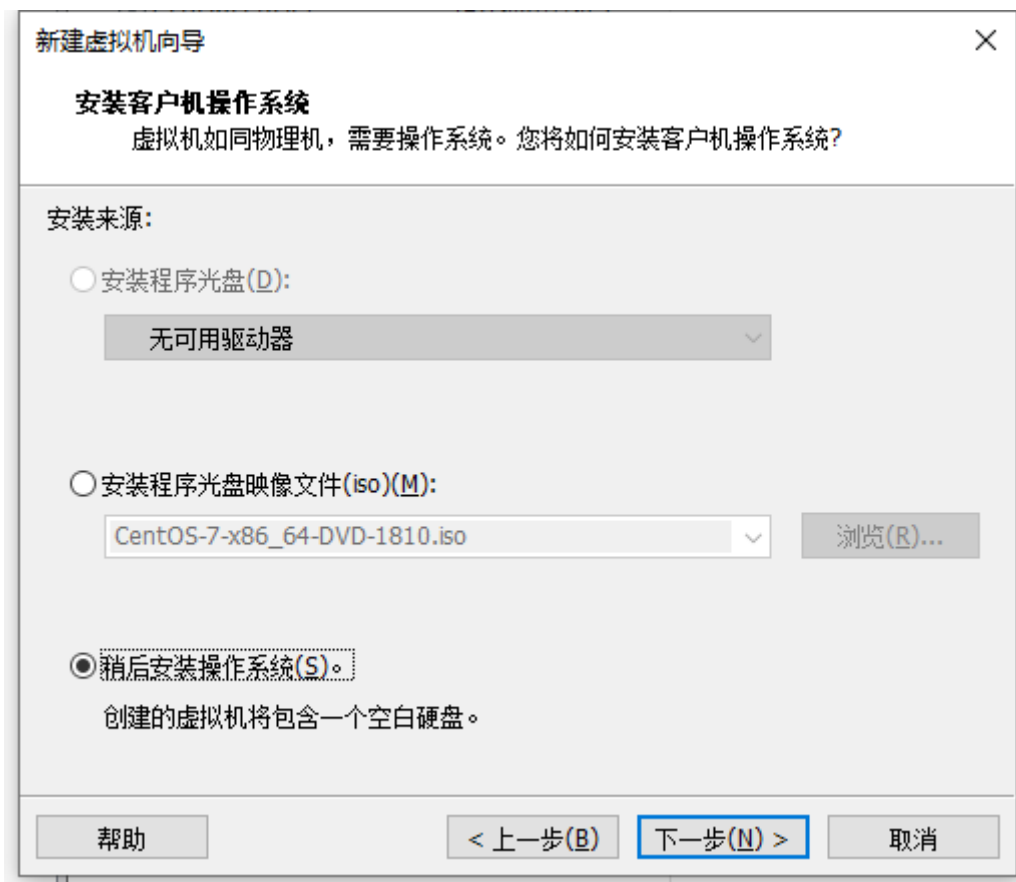 新建虚拟机向导
安装客户机操作系统
虚拟机如同物理机，需要操作系统。您将如何安装客户机操作系统?
安装来源:
安装程序光盘(D):
无可用驱动器
安装程序光盘映像文件(iso)(M):
CentOS-7-x86_64-DVD-1810.iso
浏览(R)...
稍后安装操作系统(S)。
创建的虚拟机将包含一个空白硬盘。
帮助
< 上一步(B)
下一步(N) >
取消